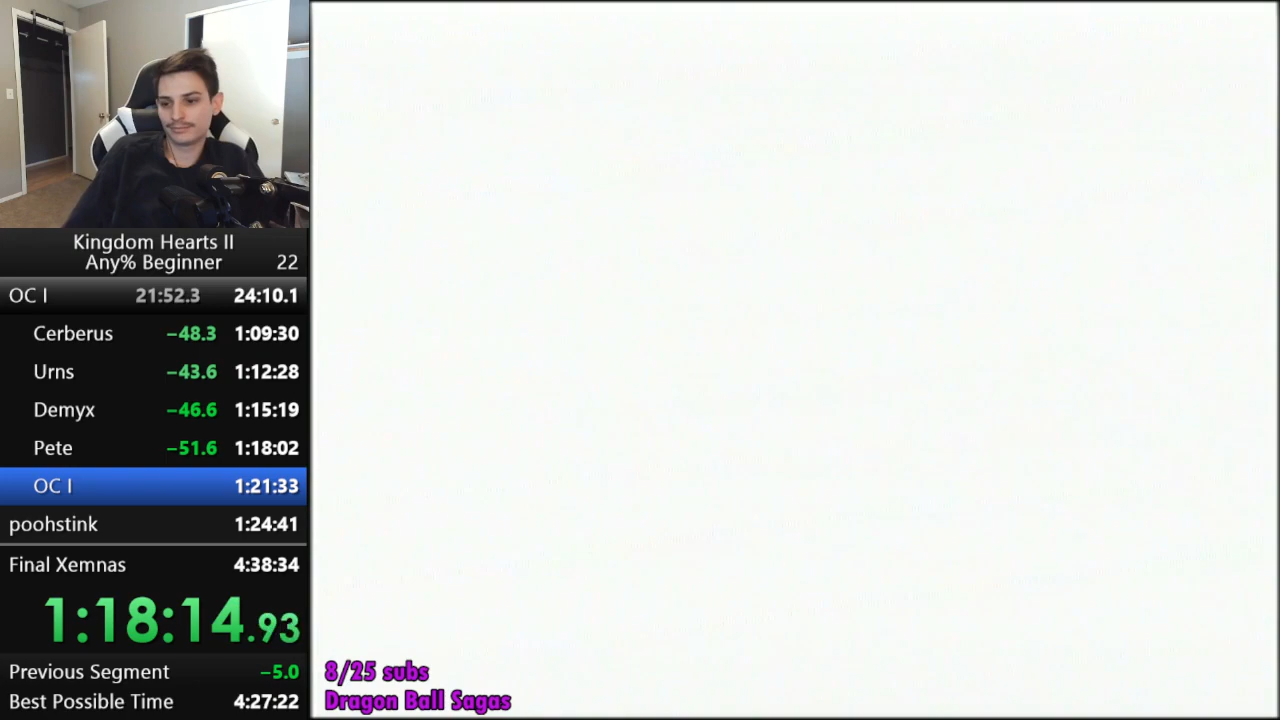 Kingdom Hearts II
Any% Beginner 22
OC I 21:52.3 24:10.1
Cerberus −48.3 1:09:30
Urns −43.6 1:12:28
Demyx −46.6 1:15:19
Pete −51.6 1:18:02
OC I 1:21:33
poohstink 1:24:41
Final Xemnas 4:38:34
1:18:14.93
Previous Segment −5.0
Best Possible Time 4:27:22
8/25 subs
Dragon Ball Sagas